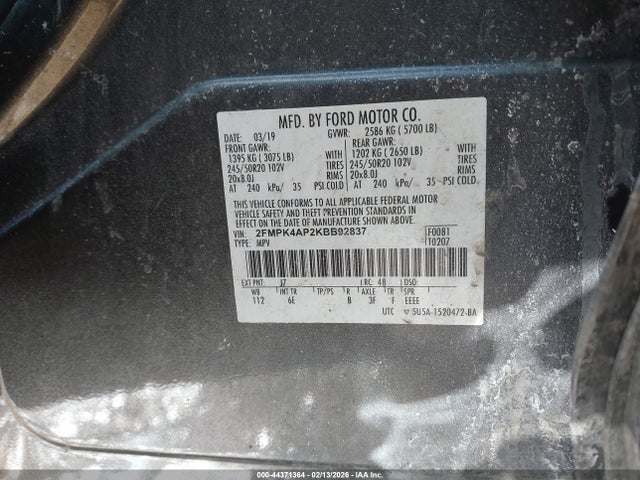 MFD. BY FORD MOTOR CO.
DATE: 03/19 GVWR: 2586 KG ( 5700 LB)
FRONT GAWR: REAR GAWR:
1395 KG ( 3075 LB) WITH 1202 KG ( 2650 LB) WITH
245/50R20 102V TIRES 245/50R20 102V TIRES
20x8.0J RIMS 20x8.0J RIMS
AT 240 kPa/ 35 PSI COLD AT 240 kPa/ 35 PSI COLD
THIS VEHICLE CONFORMS TO ALL APPLICABLE FEDERAL MOTOR
VEHICLE SAFETY AND THEFT PREVENTION STANDARDS IN
EFFECT ON THE DATE OF MANUFACTURE SHOWN ABOVE.
VIN: 2FMPK4AP2KBB92837 F0081
TYPE: MPV T0207
EXT PNT: J7 RC: 48 DSO:
WB INT TR TP/PS R AXLE TR SPR
112 6E B 3F F EEEE
UTC ▽ 5U5A-1520472-BA
000-44371364 - 02/13/2026 - WWW.IAAI.COM